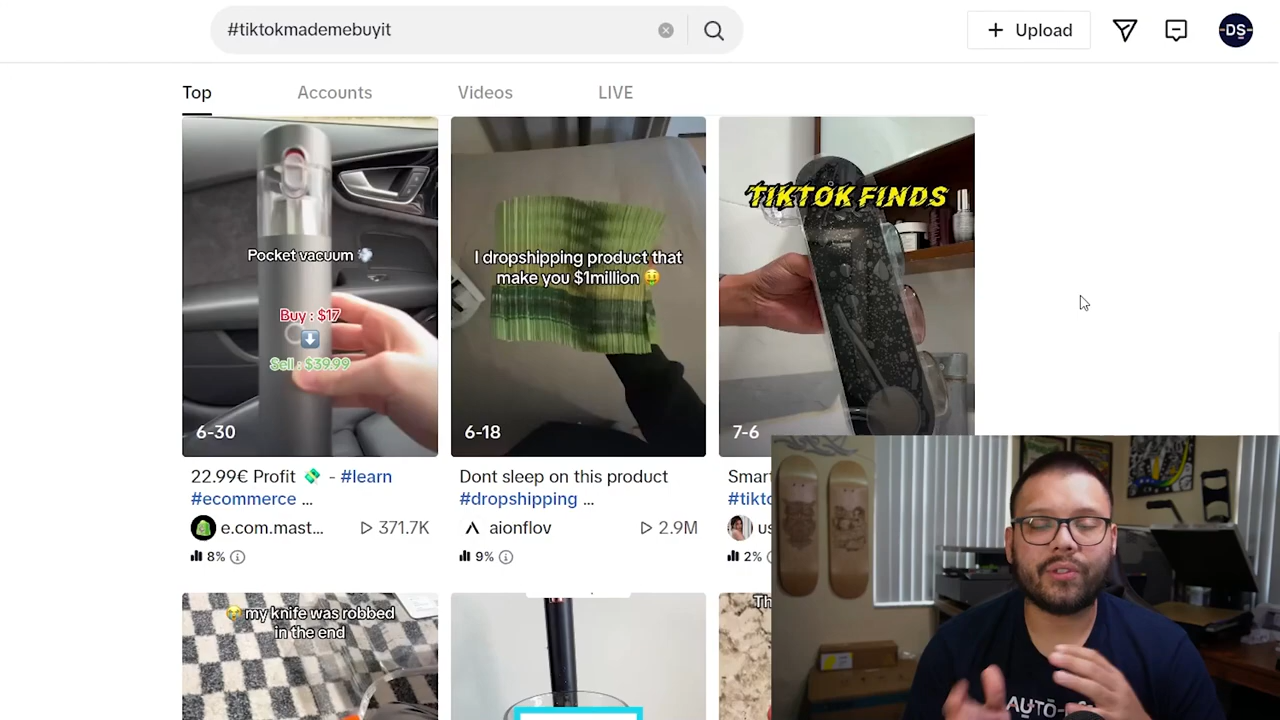 #tiktokmademebuyit
Upload
-DS-
Top
Accounts
Videos
LIVE
Pocket vacuum
Buy : $17
Sell : $39.99
6-30
22.99€ Profit 💸 - #learn
#ecommerce ...
e.com.mast...
371.7K
8%
I dropshipping product that
make you $1million 🤑
6-18
Dont sleep on this product
#dropshipping ...
aionflov
2.9M
9%
TIKTOK FINDS
7-6
Smar
#tikto
us
2%
😭 my knife was robbed
in the end
Th